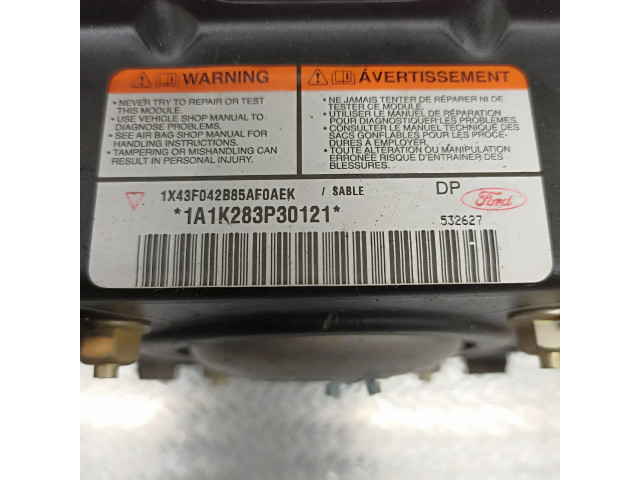 WARNING
• NEVER TRY TO REPAIR OR TEST
THIS MODULE.
• USE VEHICLE SHOP MANUAL TO
DIAGNOSE PROBLEMS.
• SEE AIR BAG SHOP MANUAL FOR
HANDLING INSTRUCTIONS.
• TAMPERING OR MISHANDLING CAN
RESULT IN PERSONAL INJURY.
ÁVERTISSEMENT
• NE JAMAIS TENTER DE RÉPARER NI DE
TESTER CE MODULE.
• UTILISER LE MANUEL DE RÉPARATION
POUR DIAGNOSTIQUER LES PROBLÈMES.
• CONSULTER LE MANUEL TECHNIQUE DES
SACS GONFLABLES POUR LES PROCÉ-
DURES À EMPLOYER.
• TOUTE ALTÉRATION OU MANIPULATION
ERRONÉE RISQUE D'ENTRAÎNER DES
BLESSURES.
1X43F042B85AF0AEK / SABLE DP Ford
*1A1K283P30121* 532627